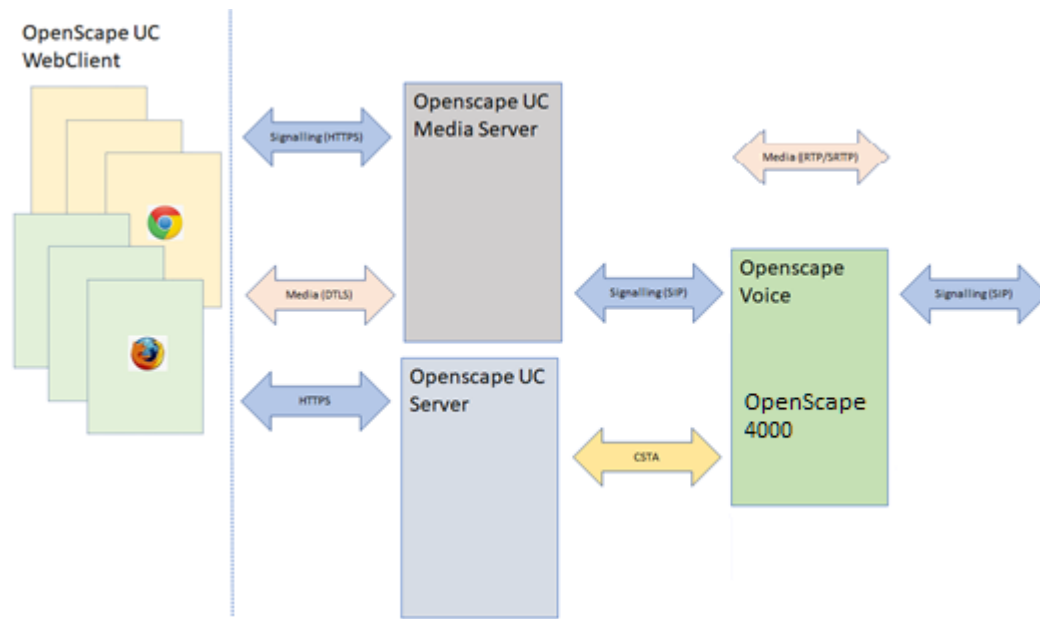 OpenScape UC
WebClient
Openscape UC
Media Server
Signalling (HTTPS)
Media ((RTP/SRTP)
Openscape
Voice
Media (DTLS)
Signalling (SIP)
Signalling (SIP)
Openscape UC
Server
HTTPS
OpenScape
4000
CSTA